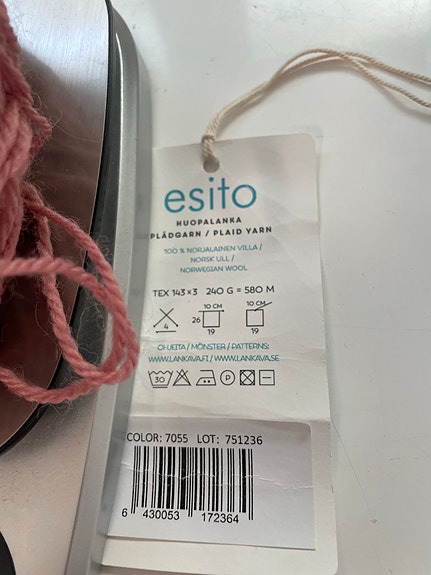 esito
HUOPALANKA
PLÄDGARN / PLAID YARN
100 % NORJALAINEN VILLA /
NORSK ULL /
NORWEGIAN WOOL
TEX 143×3 240 G = 580 M
10 CM 10 CM
4 26
19 19
OHJEITA / MÖNSTER / PATTERNS:
WWW.LANKAVA.FI / WWW.LANKAVA.SE
30 P
COLOR: 7055 LOT: 751236
6 430053 172364